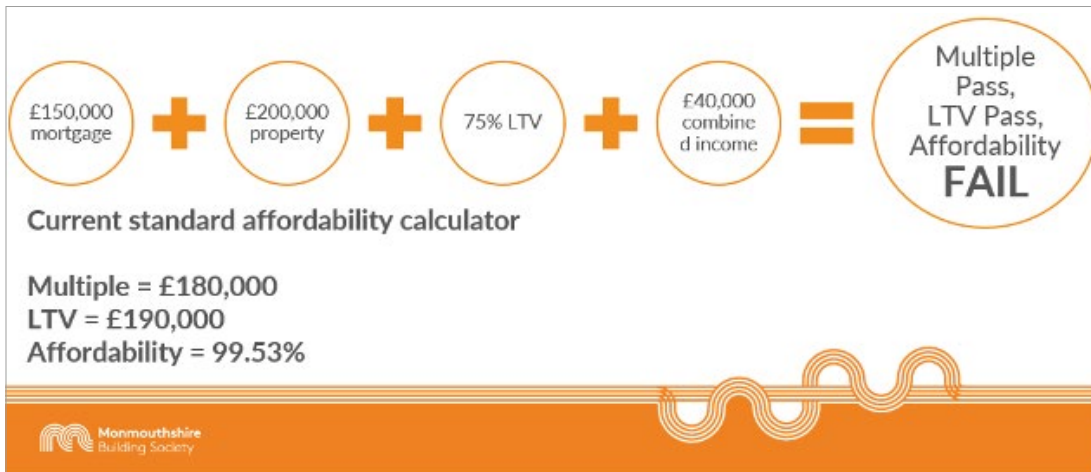 £150,000
mortgage
£200,000
property
75% LTV
£40,000
combine
d income
Multiple
Pass,
LTV Pass,
Affordability
FAIL
Current standard affordability calculator
Multiple = £180,000
LTV = £190,000
Affordability = 99.53%
Monmouthshire
Building Society